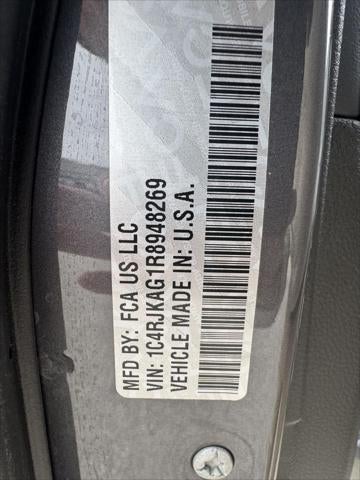 MFD BY: FCA US LLC
VIN: 1C4RJKAG1R8948269
VEHICLE MADE IN: U.S.A.